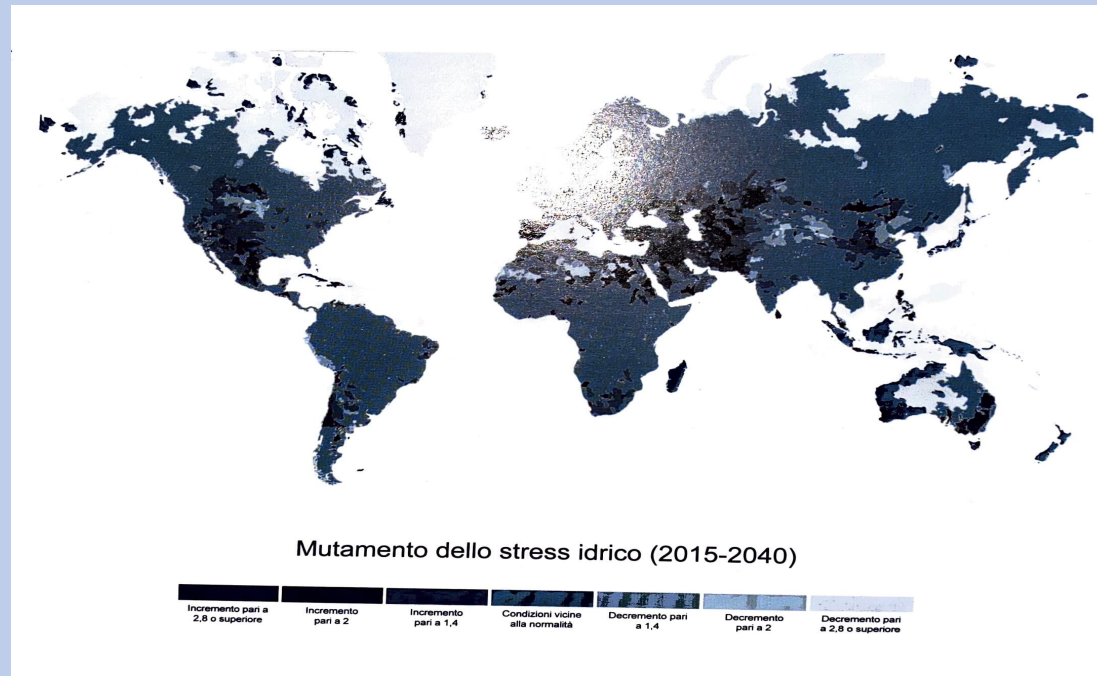 Mutamento dello stress idrico (2015-2040)
Incremento pari a
2,8 o superiore
Incremento
pari a 2
Incremento
pari a 1,4
Condizioni vicine
alla normalità
Decremento pari
a 1,4
Decremento
pari a 2
Decremento pari
a 2,8 o superiore